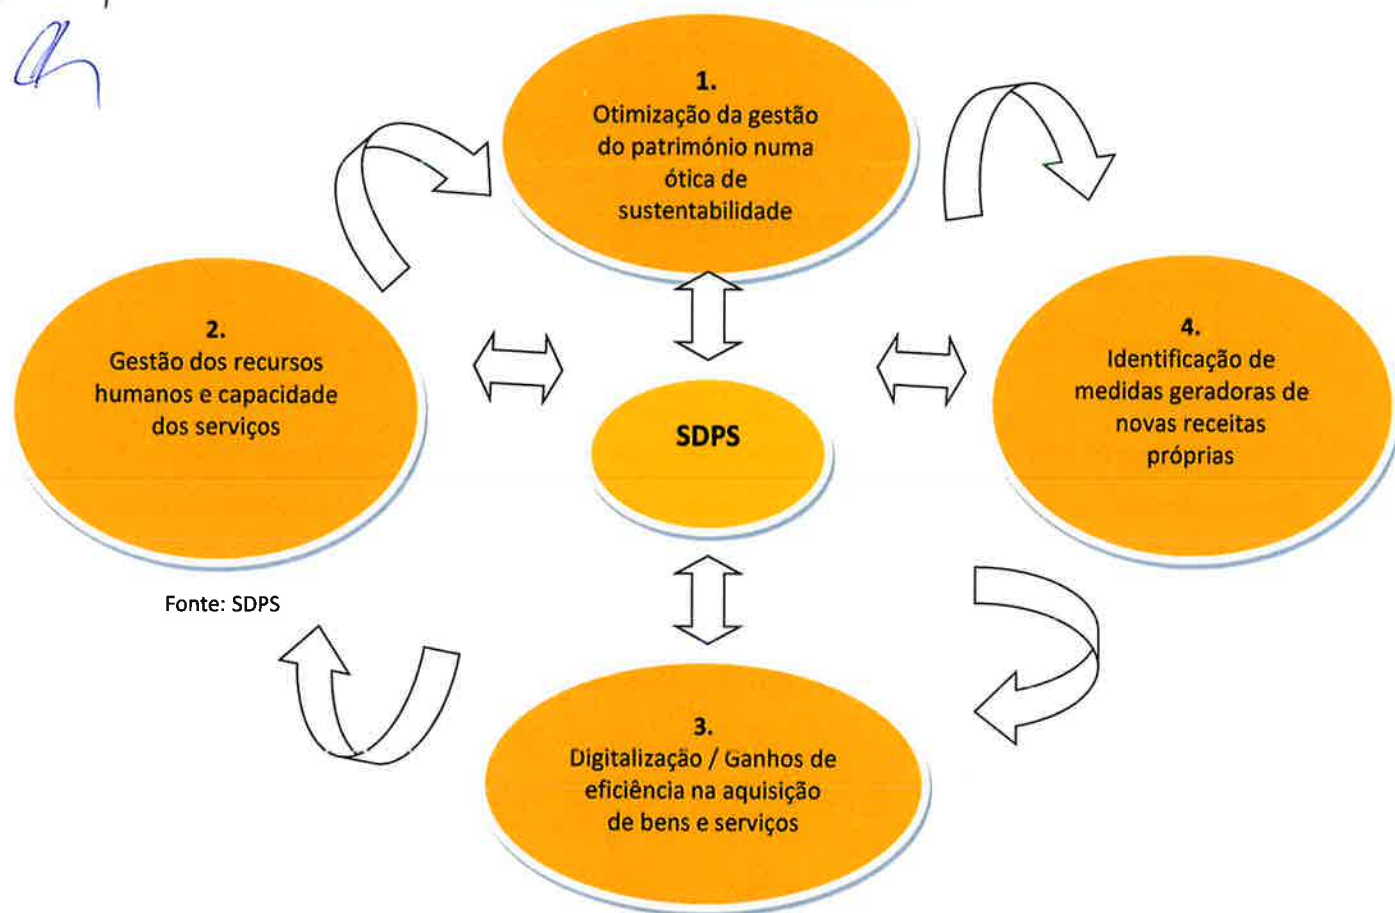 1.
Otimização da gestão
do património numa
ótica de
sustentabilidade
2.
Gestão dos recursos
humanos e capacidade
dos serviços
4.
Identificação de
medidas geradoras de
novas receitas
próprias
SDPS
Fonte: SDPS
3.
Digitalização / Ganhos de
eficiência na aquisição
de bens e serviços